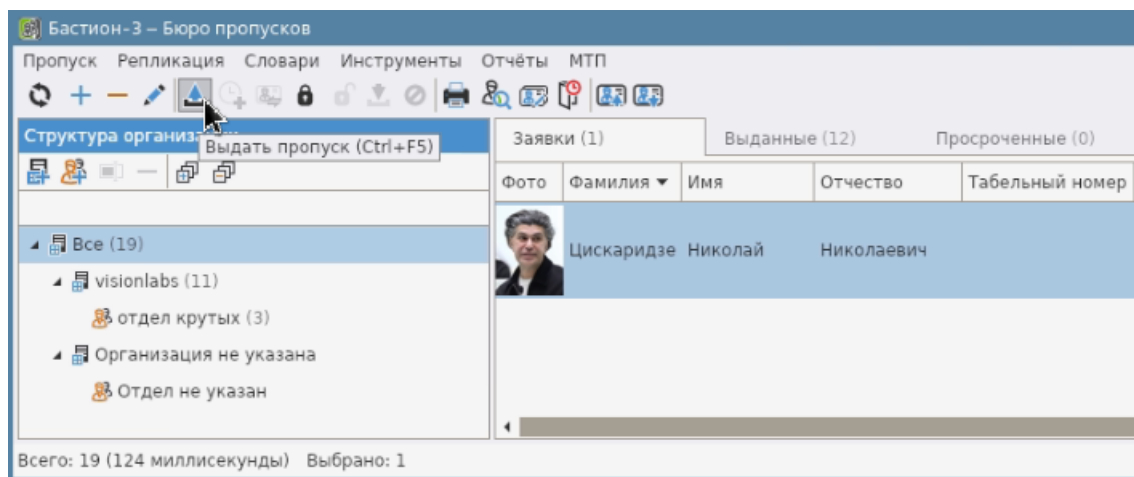 Бастион-3 – Бюро пропусков
Пропуск Репликация Словари Инструменты Отчёты МТП
Структура организ
Выдать пропуск (Ctrl+F5)
Заявки (1) Выданные (12) Просроченные (0)
Фото Фамилия Имя Отчество Табельный номер
Цискаридзе Николай Николаевич
Все (19)
visionlabs (11)
отдел крутых (3)
Организация не указана
Отдел не указан
Всего: 19 (124 миллисекунды) Выбрано: 1